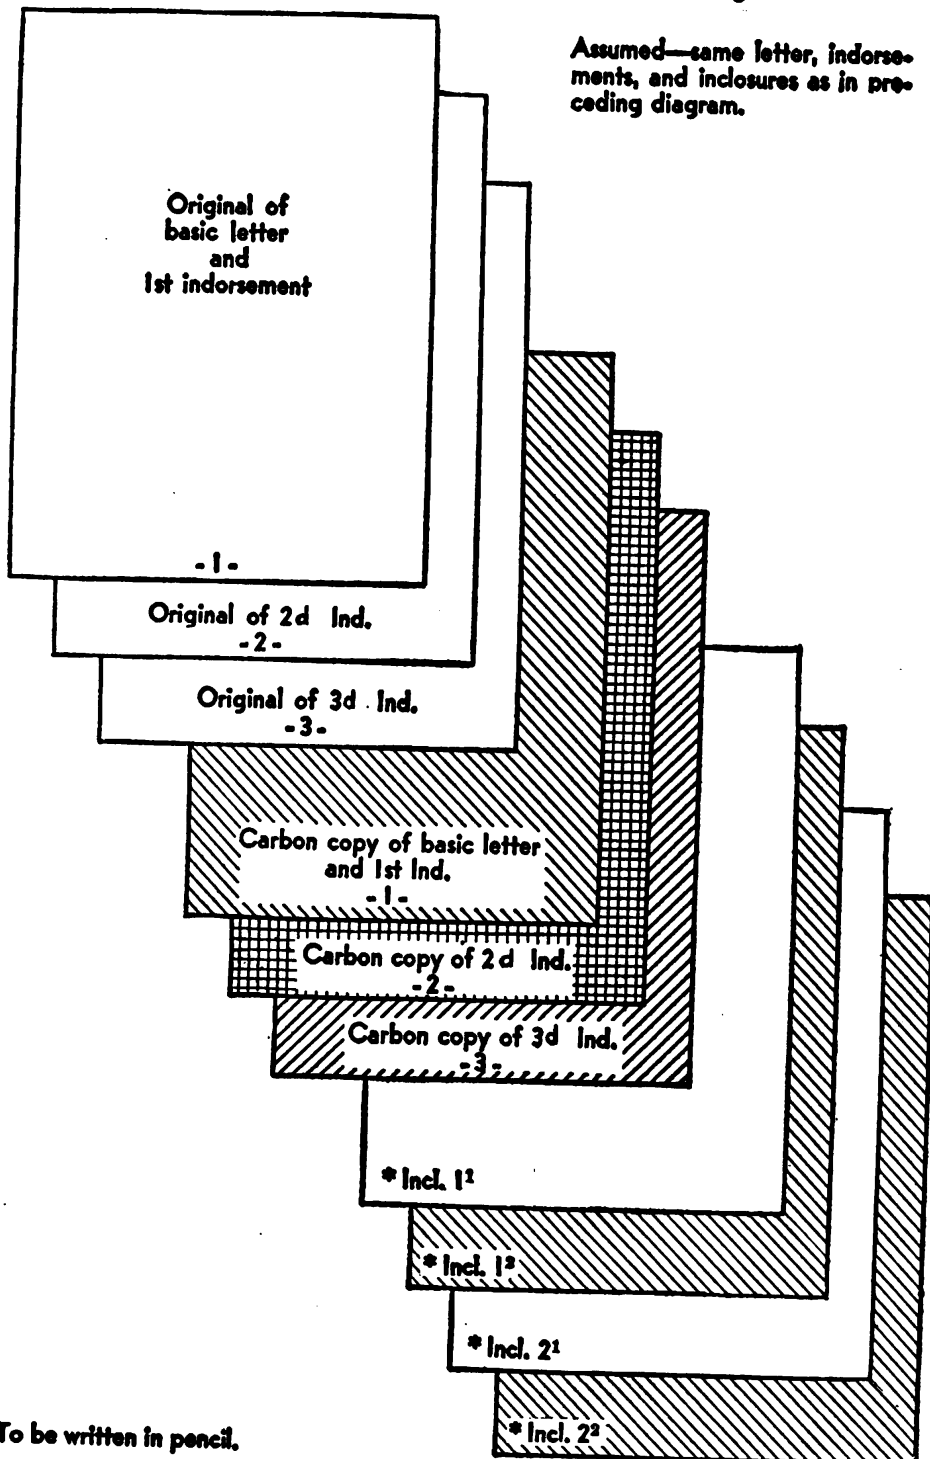 Assumed—same letter, indorse-
ments, and inclosures as in pre-
ceding diagram.
Original of
basic letter
and
1st indorsement
-1-
Original of 2d Ind.
-2-
Original of 3d Ind.
-3-
Carbon copy of basic letter
and 1st Ind.
-1-
Carbon copy of 2d Ind.
-2-
Carbon copy of 3d Ind.
-3-
* Incl. 1¹
* Incl. 1²
* Incl. 2¹
* Incl. 2²
To be written in pencil.